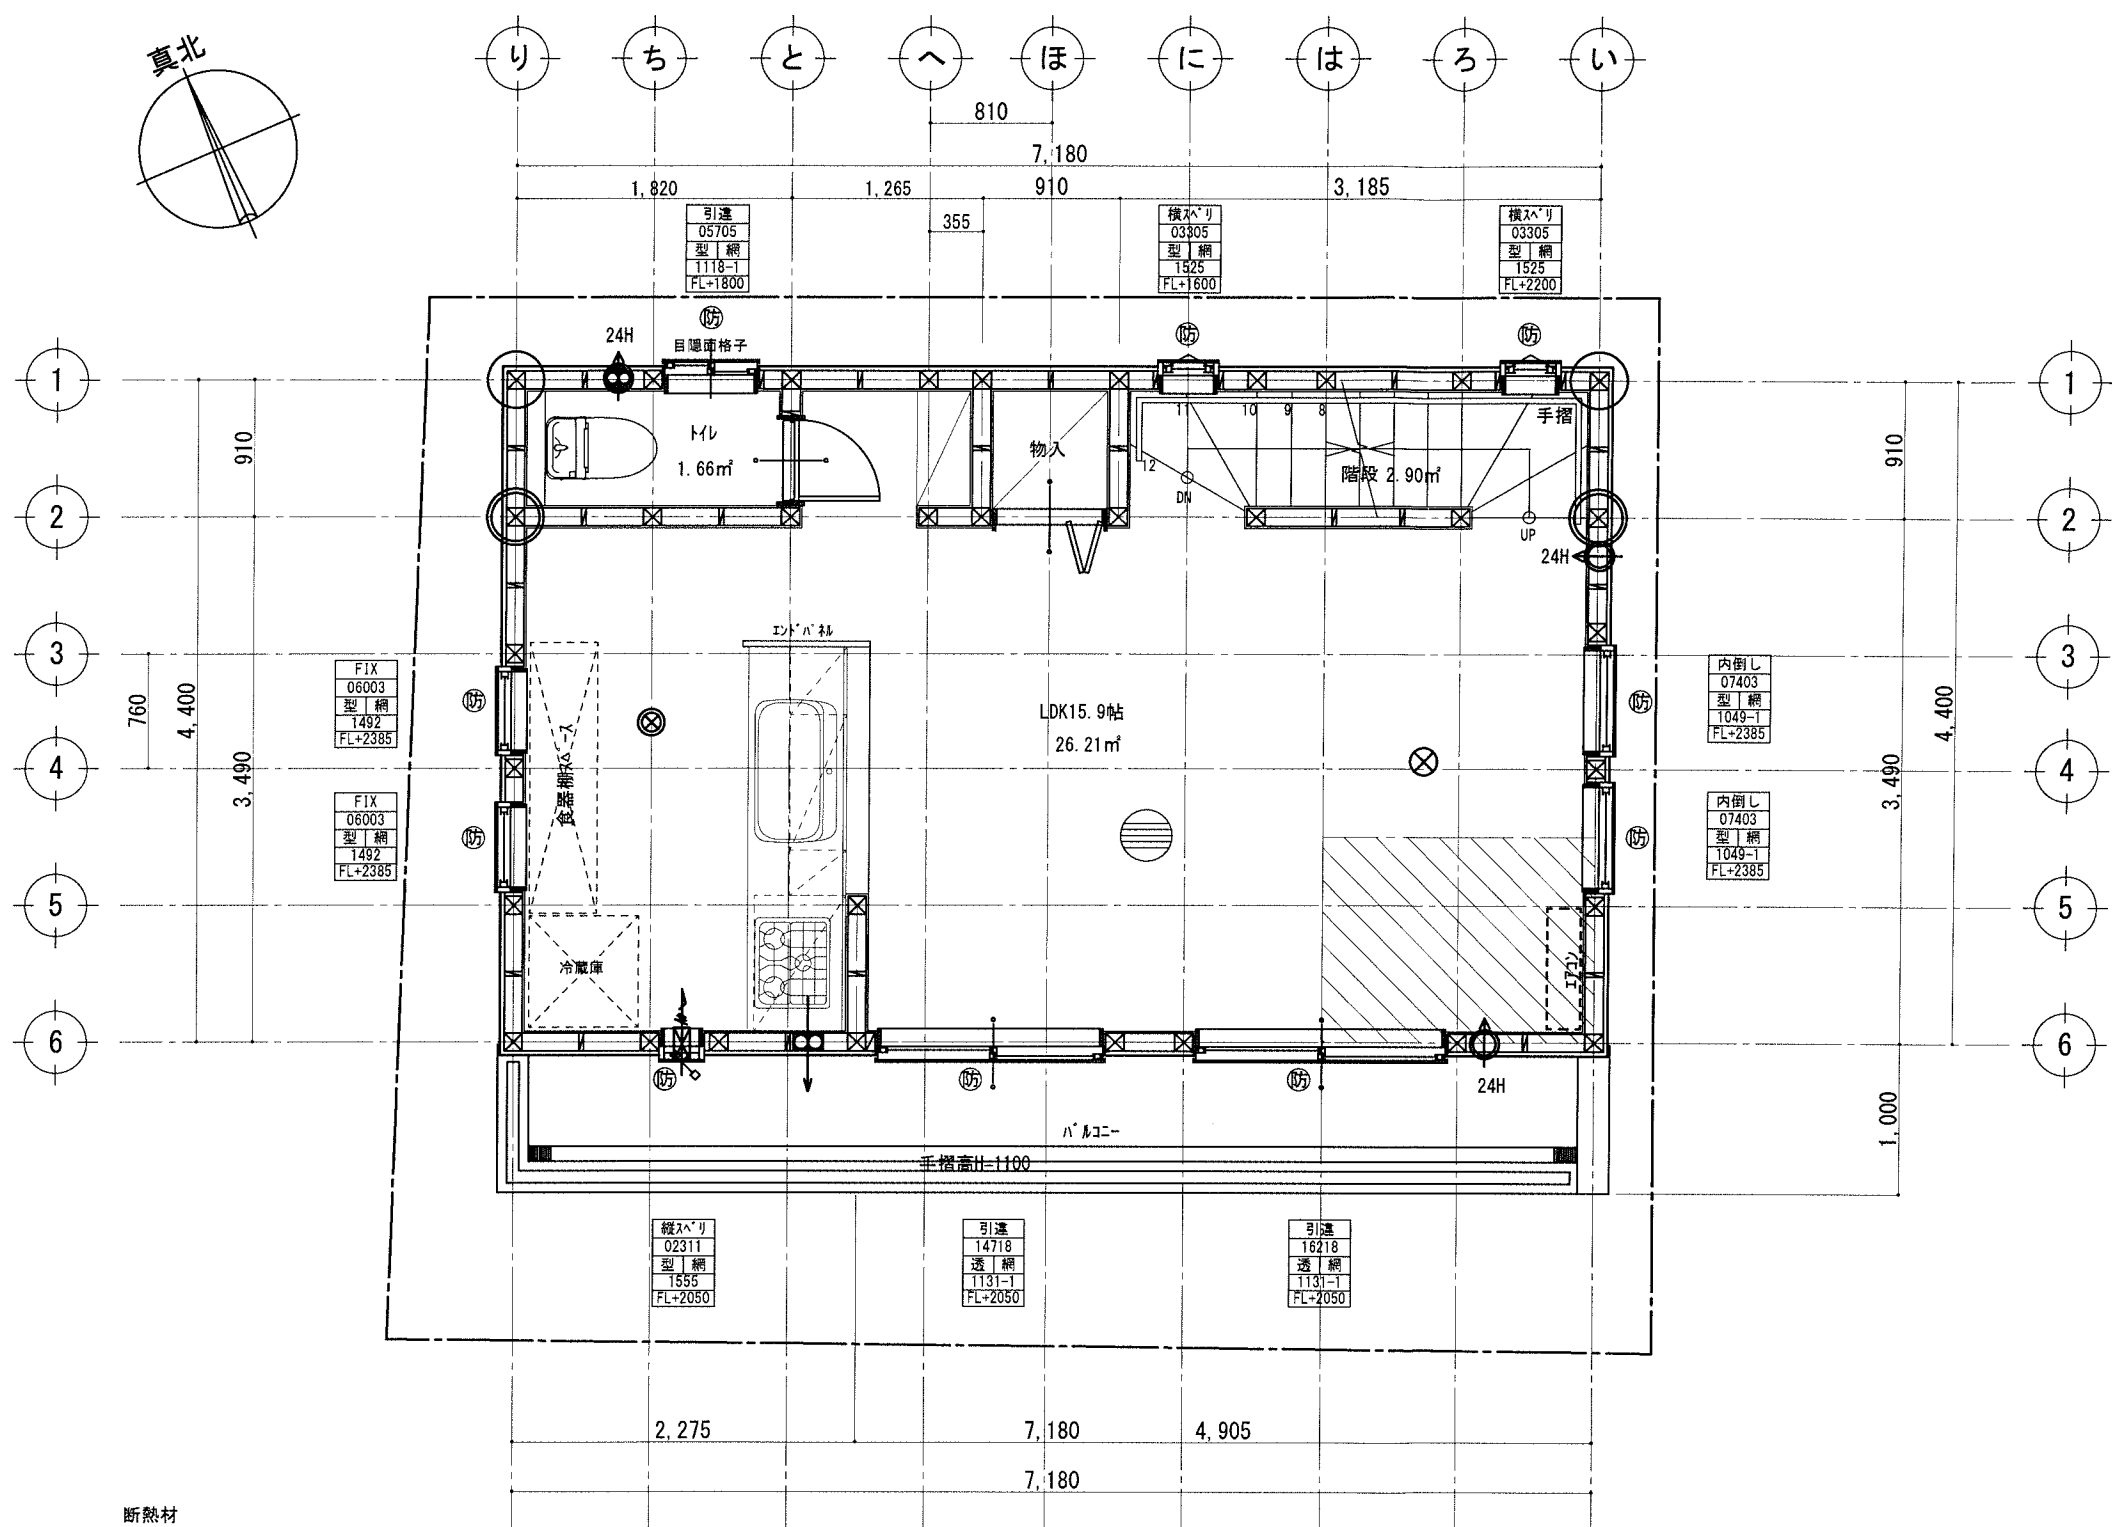 真北
り ち と へ ほ に は ろ い
810
7,180
1,820 1,265 910 3,185
355
引違
05705
型 網
1118-1
FL+1800
横スベリ
03305
型 網
1525
FL+1600
横スベリ
03305
型 網
1525
FL+2200
防
目隠面格子
24H
防
防
1
2
3
4
5
6
1
2
3
4
5
6
910
4,400
3,490
760
910
4,400
3,490
1,000
トイレ
1.66㎡
物入
11 10 9 8
12
手摺
階段 2.90㎡
DN
UP
24H
エンドパネル
食器棚スペース
冷蔵庫
LDK15.9帖
26.21㎡
エアコン
FIX
06003
型 網
1492
FL+2385
防
FIX
06003
型 網
1492
FL+2385
防
内倒し
07403
型 網
1049-1
FL+2385
防
内倒し
07403
型 網
1049-1
FL+2385
防
防
防
防
24H
バルコニー
手摺高H=1100
縦スベリ
02311
型 網
1555
FL+2050
引違
14718
透 網
1131-1
FL+2050
引違
16218
透 網
1131-1
FL+2050
2,275 7,180 4,905
7,180
断熱材